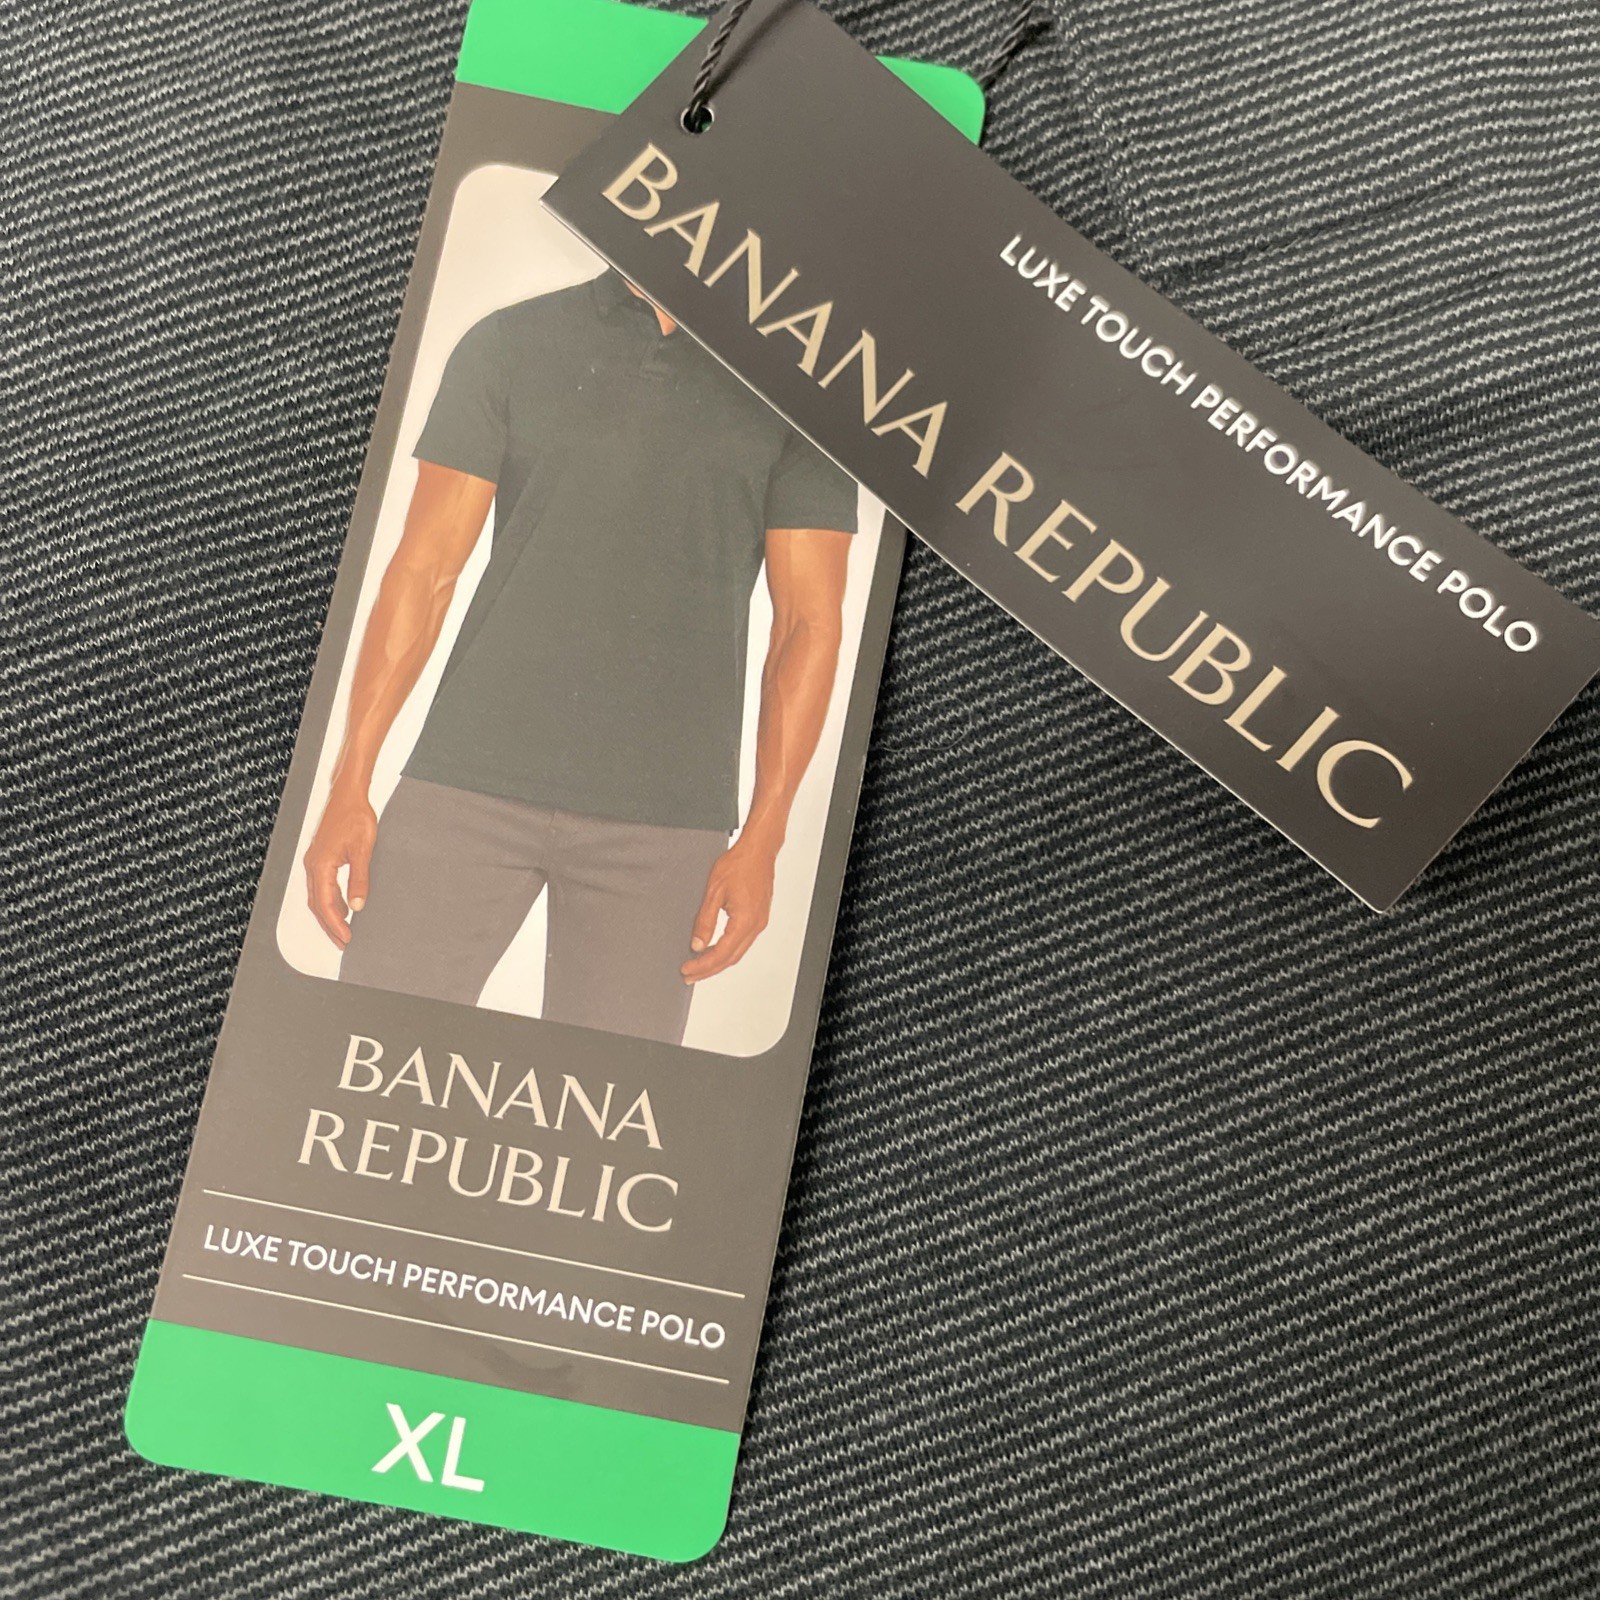 BANANA REPUBLIC
LUXE TOUCH PERFORMANCE POLO
BANANA
REPUBLIC
LUXE TOUCH PERFORMANCE POLO
XL